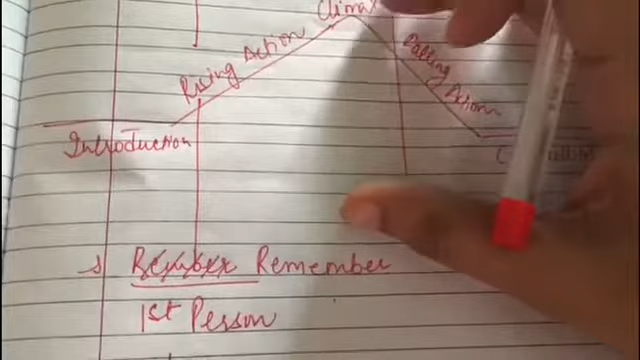 Climax
Rising Action
Falling Action
Introduction
Remember
1st Person